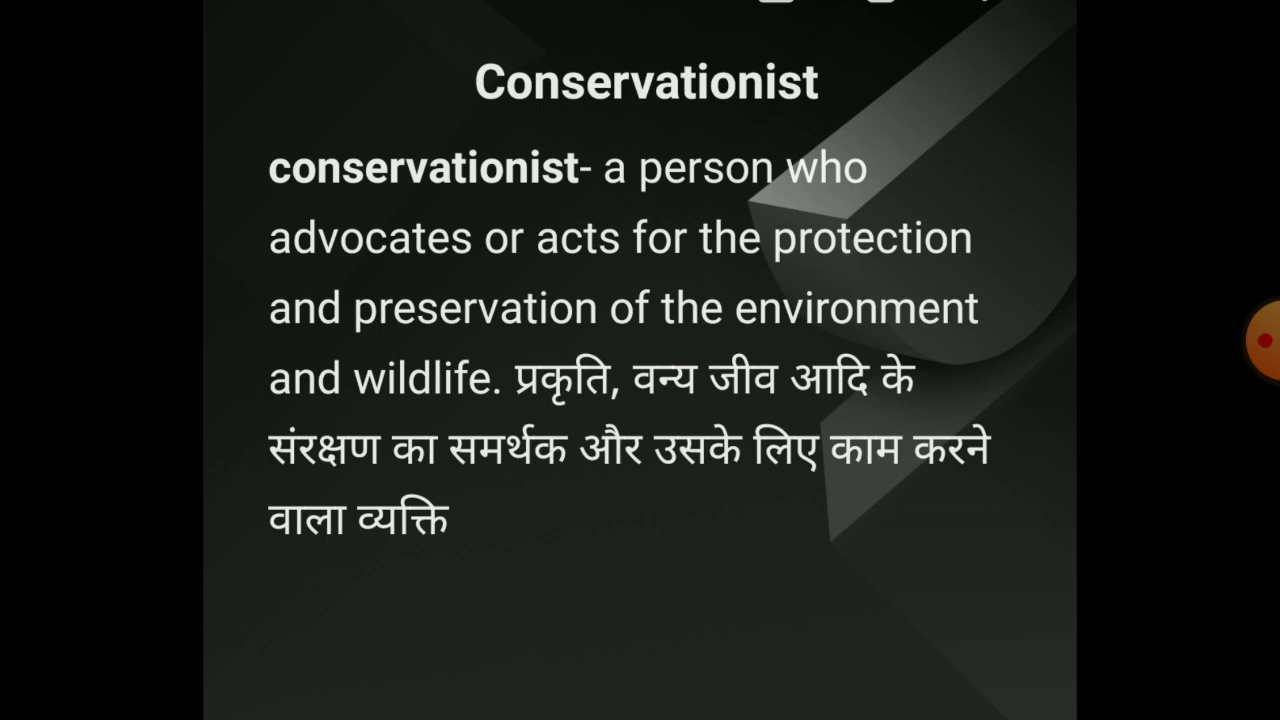 Conservationist
conservationist- a person who
advocates or acts for the protection
and preservation of the environment
and wildlife. प्रकृति, वन्य जीव आदि के
संरक्षण का समर्थक और उसके लिए काम करने
वाला व्यक्ति